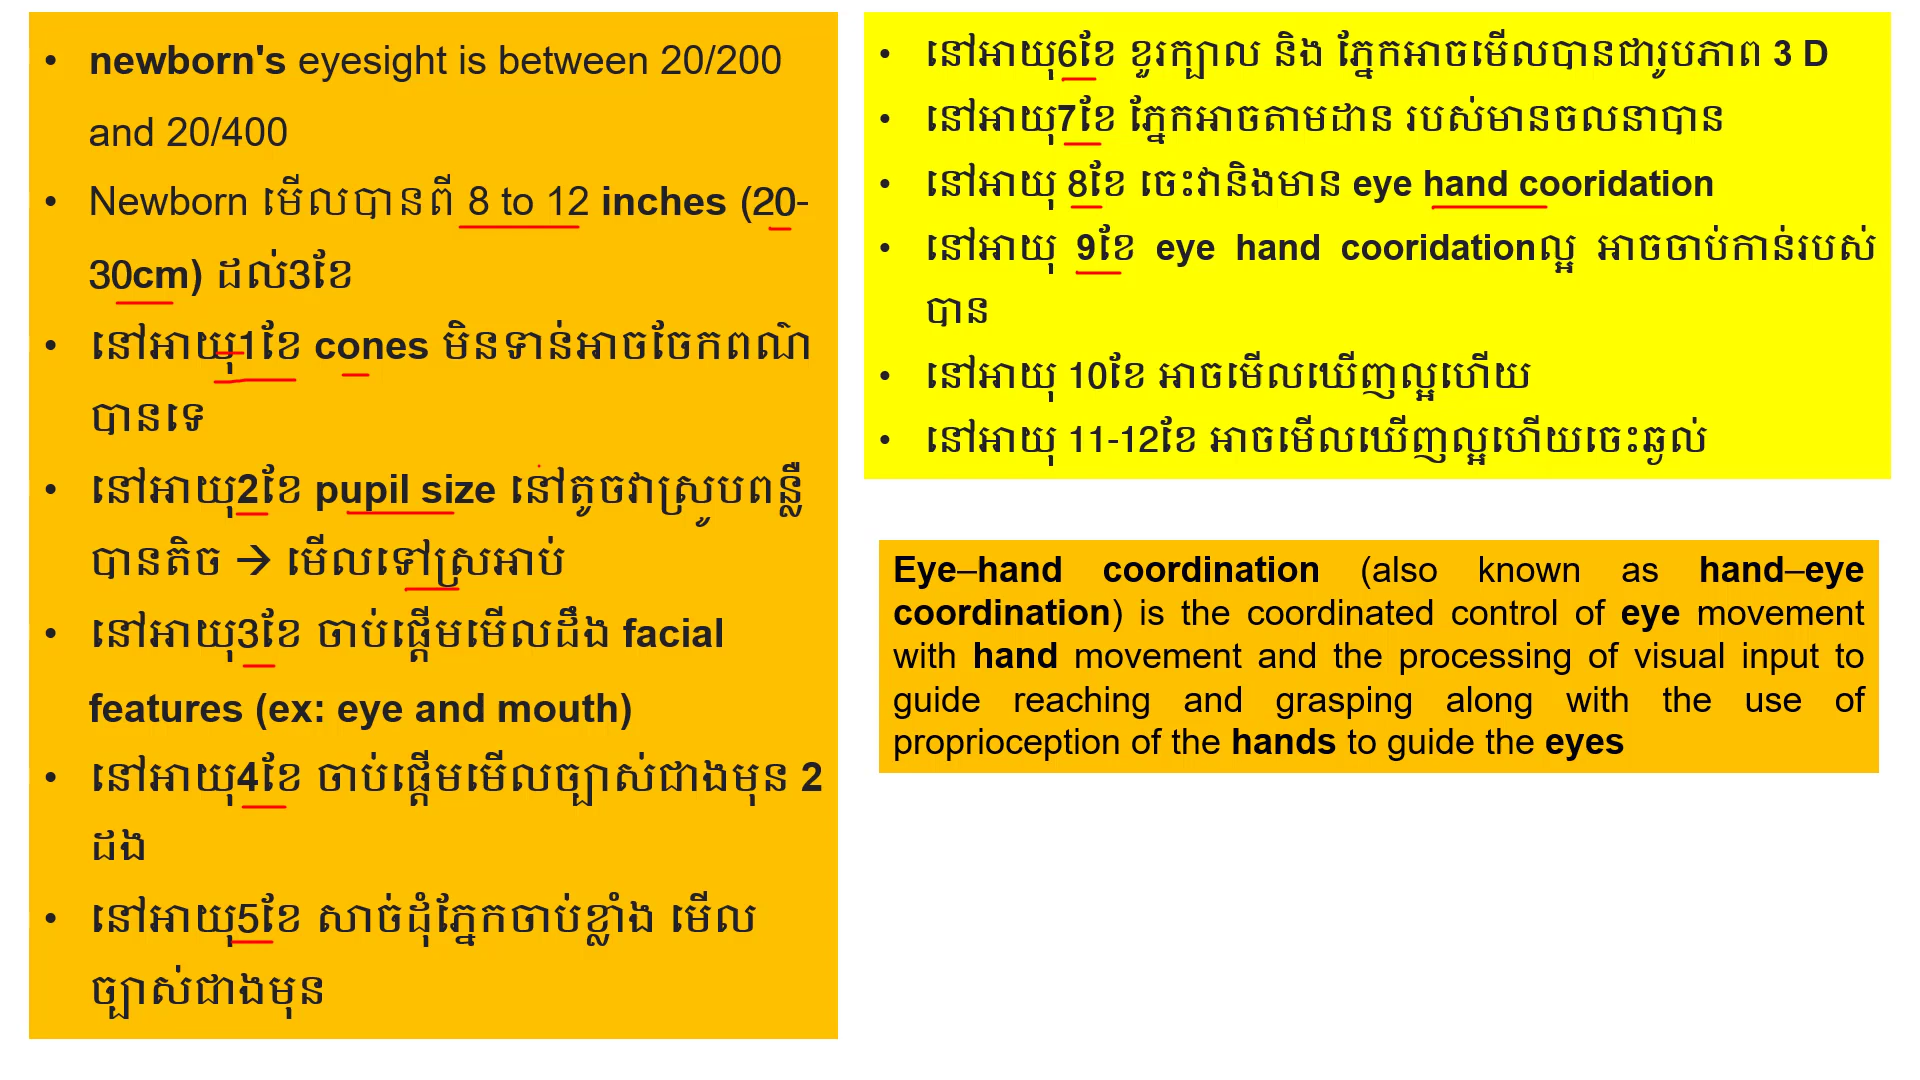 • newborn's eyesight is between 20/200
and 20/400
• Newborn មើលបានពី 8 to 12 inches (20-
30cm) ដល់3ខែ
• នៅអាយុ1ខែ cones មិនទាន់អាចចែកពណ៌
បានទេ
• នៅអាយុ2ខែ pupil size នៅតូចវាស្រូបពន្លឺ
បានតិច → មើលទៅស្រអាប់
• នៅអាយុ3ខែ ចាប់ផ្តើមមើលដឹង facial
features (ex: eye and mouth)
• នៅអាយុ4ខែ ចាប់ផ្តើមមើលច្បាស់ជាងមុន 2
ដង
• នៅអាយុ5ខែ សាច់ដុំភ្នែកចាប់ខ្លាំង មើល
ច្បាស់ជាងមុន
• នៅអាយុ6ខែ ខួរក្បាល និង ភ្នែកអាចមើលបានជារូបភាព 3 D
• នៅអាយុ7ខែ ភ្នែកអាចតាមដាន របស់មានចលនាបាន
• នៅអាយុ 8ខែ ចេះវានិងមាន eye hand cooridation
• នៅអាយុ 9ខែ eye hand cooridationល្អ អាចចាប់កាន់របស់
បាន
• នៅអាយុ 10ខែ អាចមើលឃើញល្អហើយ
• នៅអាយុ 11-12ខែ អាចមើលឃើញល្អហើយចេះឆ្ងល់
Eye–hand coordination (also known as hand–eye
coordination) is the coordinated control of eye movement
with hand movement and the processing of visual input to
guide reaching and grasping along with the use of
proprioception of the hands to guide the eyes